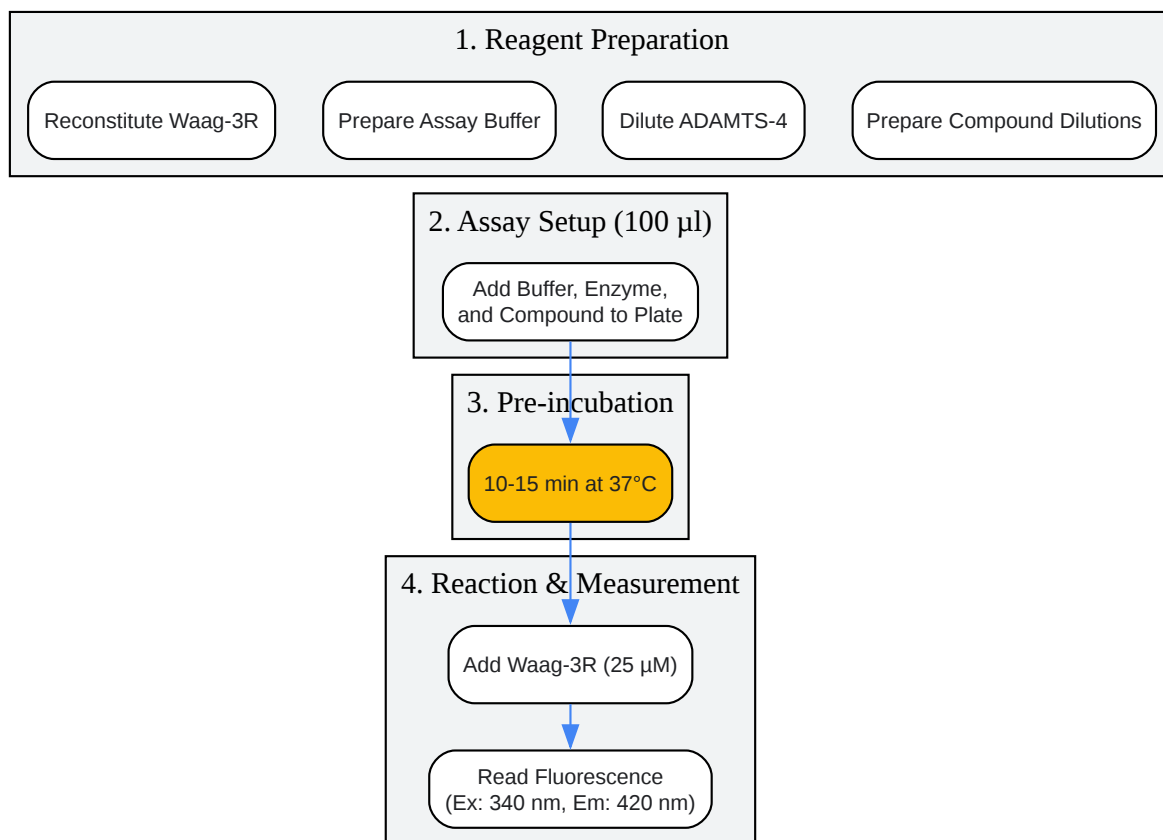 1. Reagent Preparation
Reconstitute Waag-3R
Prepare Assay Buffer
Dilute ADAMTS-4
Prepare Compound Dilutions
2. Assay Setup (100 µl)
Add Buffer, Enzyme,
and Compound to Plate
3. Pre-incubation
10-15 min at 37°C
4. Reaction & Measurement
Add Waag-3R (25 µM)
Read Fluorescence
(Ex: 340 nm, Em: 420 nm)